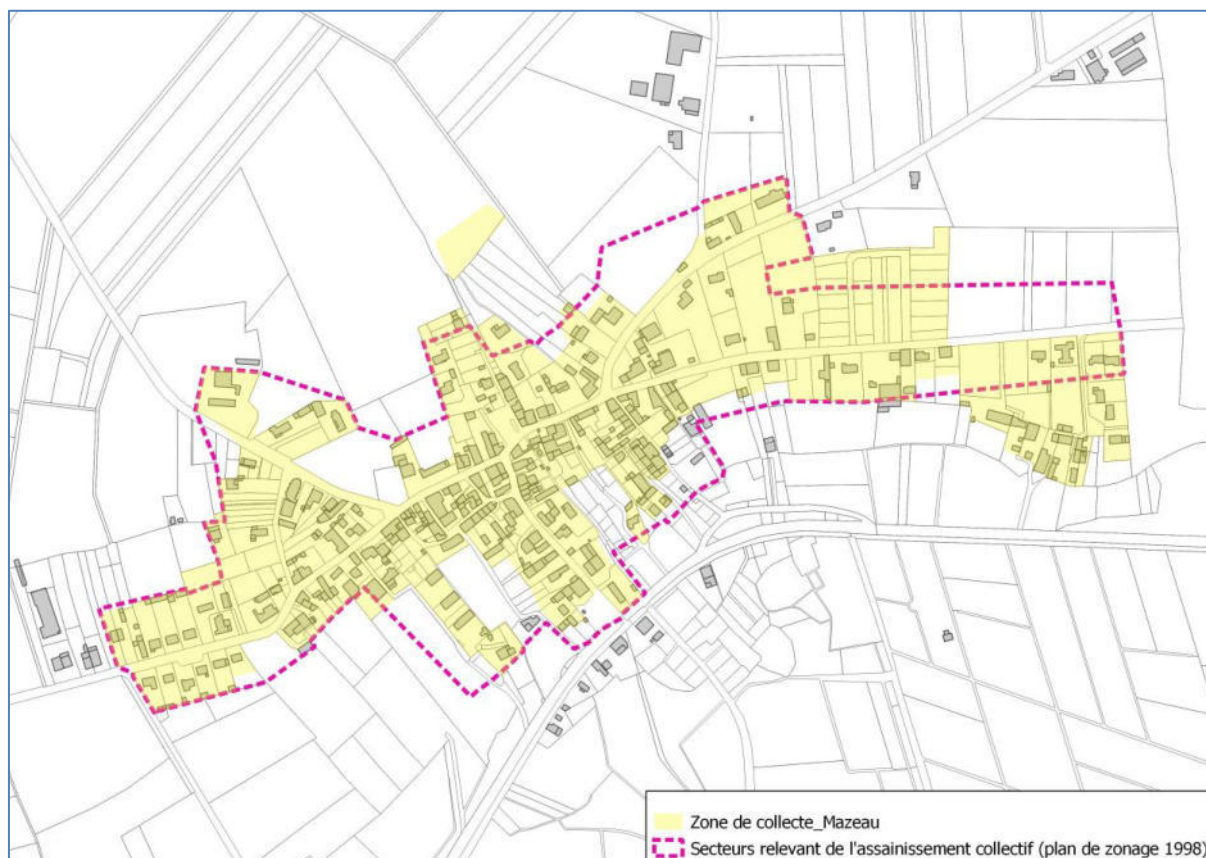 Zone de collecte_Mazeau
Secteurs relevant de l'assainissement collectif (plan de zonage 1998)